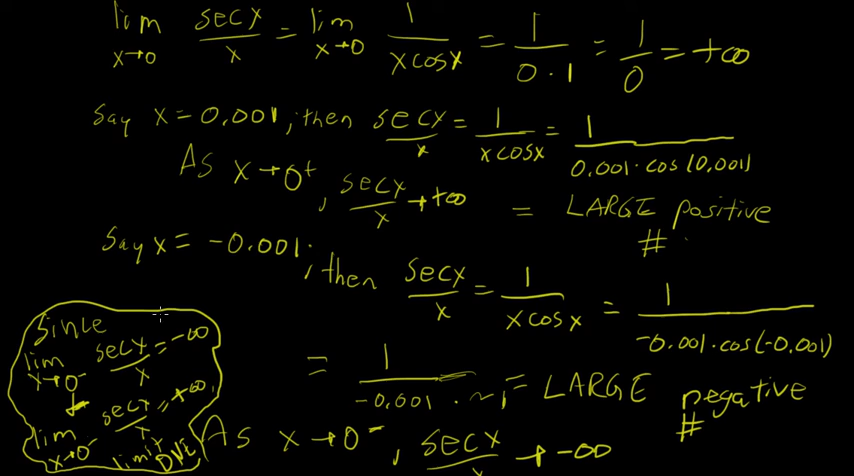 lim x→0 secx/x = lim x→0 1/(x cosx) = 1/(0·1) = 1/0 = +∞
Say x = 0.001; then secx/x = 1/(x cosx) = 1/(0.001·cos(0.001))
As x→0⁺, secx/x → +∞ = LARGE positive #
Say x = -0.001; then secx/x = 1/(x cosx) = 1/(-0.001·cos(-0.001))
= 1/(-0.001·~1) = LARGE negative #
As x→0⁻, secx/x → -∞
Since
lim x→0⁻ secx/x = -∞
lim x→0⁻ secx/x = +∞,
limit DNE